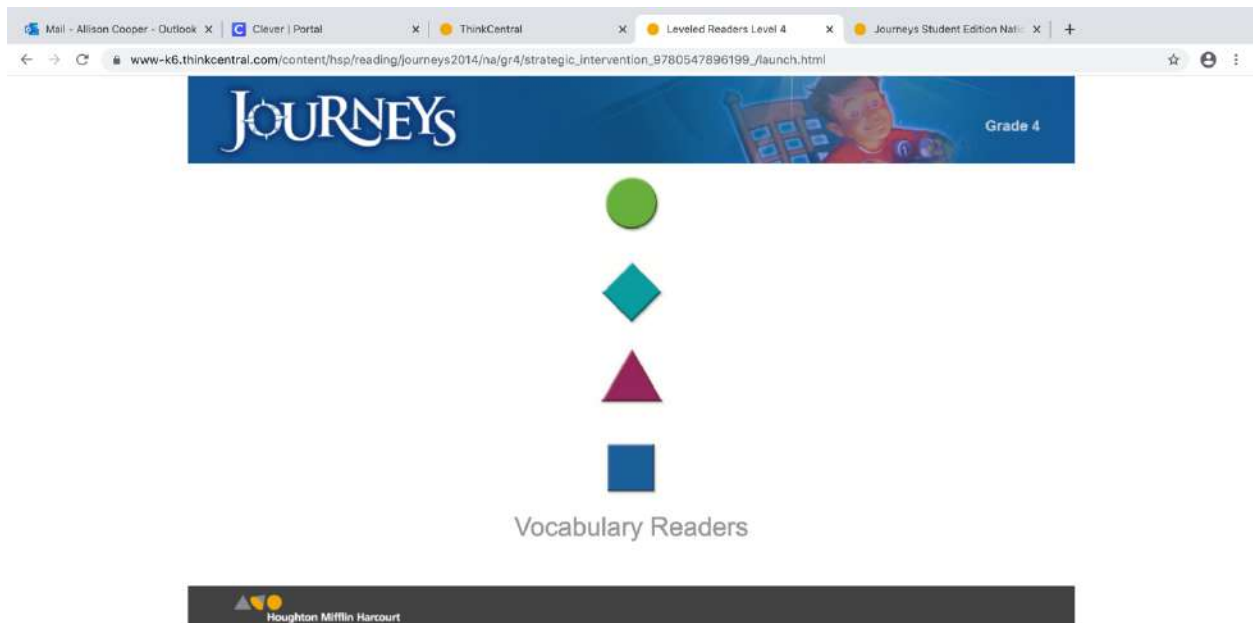 Mail - Allison Cooper - Outlook
Clever | Portal
ThinkCentral
Leveled Readers Level 4
Journeys Student Edition Natio
www-k6.thinkcentral.com/content/hsp/reading/journeys2014/na/gr4/strategic_intervention_9780547896199_/launch.html
JOURNEYS
Grade 4
Vocabulary Readers
Houghton Mifflin Harcourt